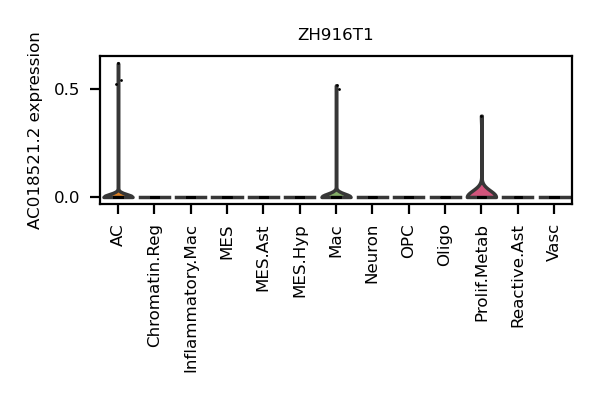 ZH916T1
AC018521.2 expression
0.5
0.0
AC
Chromatin.Reg
Inflammatory.Mac
MES
MES.Ast
MES.Hyp
Mac
Neuron
OPC
Oligo
Prolif.Metab
Reactive.Ast
Vasc